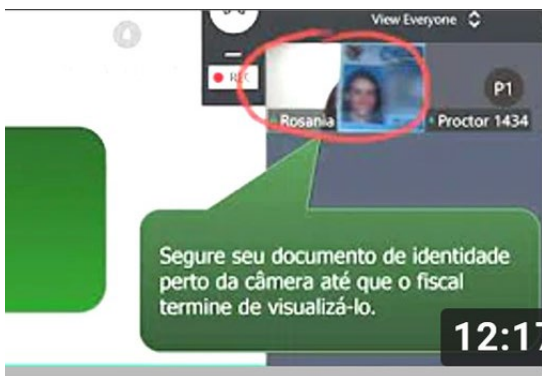 View Everyone
REC
P1
Rosania
Proctor 1434
Segure seu documento de identidade
perto da câmera até que o fiscal
termine de visualizá-lo.
12:17